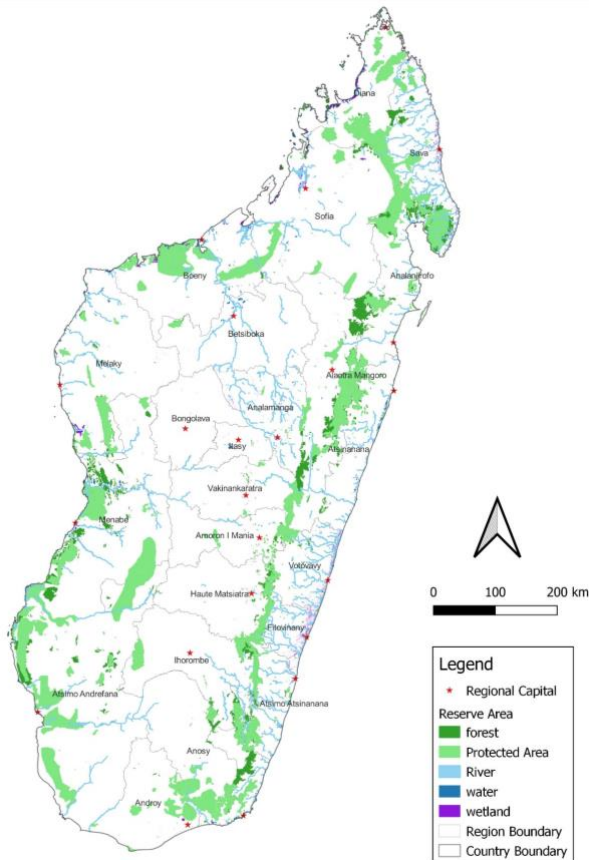 Diana
Sava
Sofia
Analanjirofo
Boeny
Betsiboka
Melaky
Alaotra Mangoro
Analamanga
Bongolava
Itasy
Atsinanana
Vakinankaratra
Menabe
Amoron I Mania
Vatovavy
Haute Matsiatra
Fitovinany
Ihorombe
Atsimo Andrefana
Atsimo Atsinanana
Anosy
Androy
0 100 200 km
Legend
Regional Capital
Reserve Area
forest
Protected Area
River
water
wetland
Region Boundary
Country Boundary